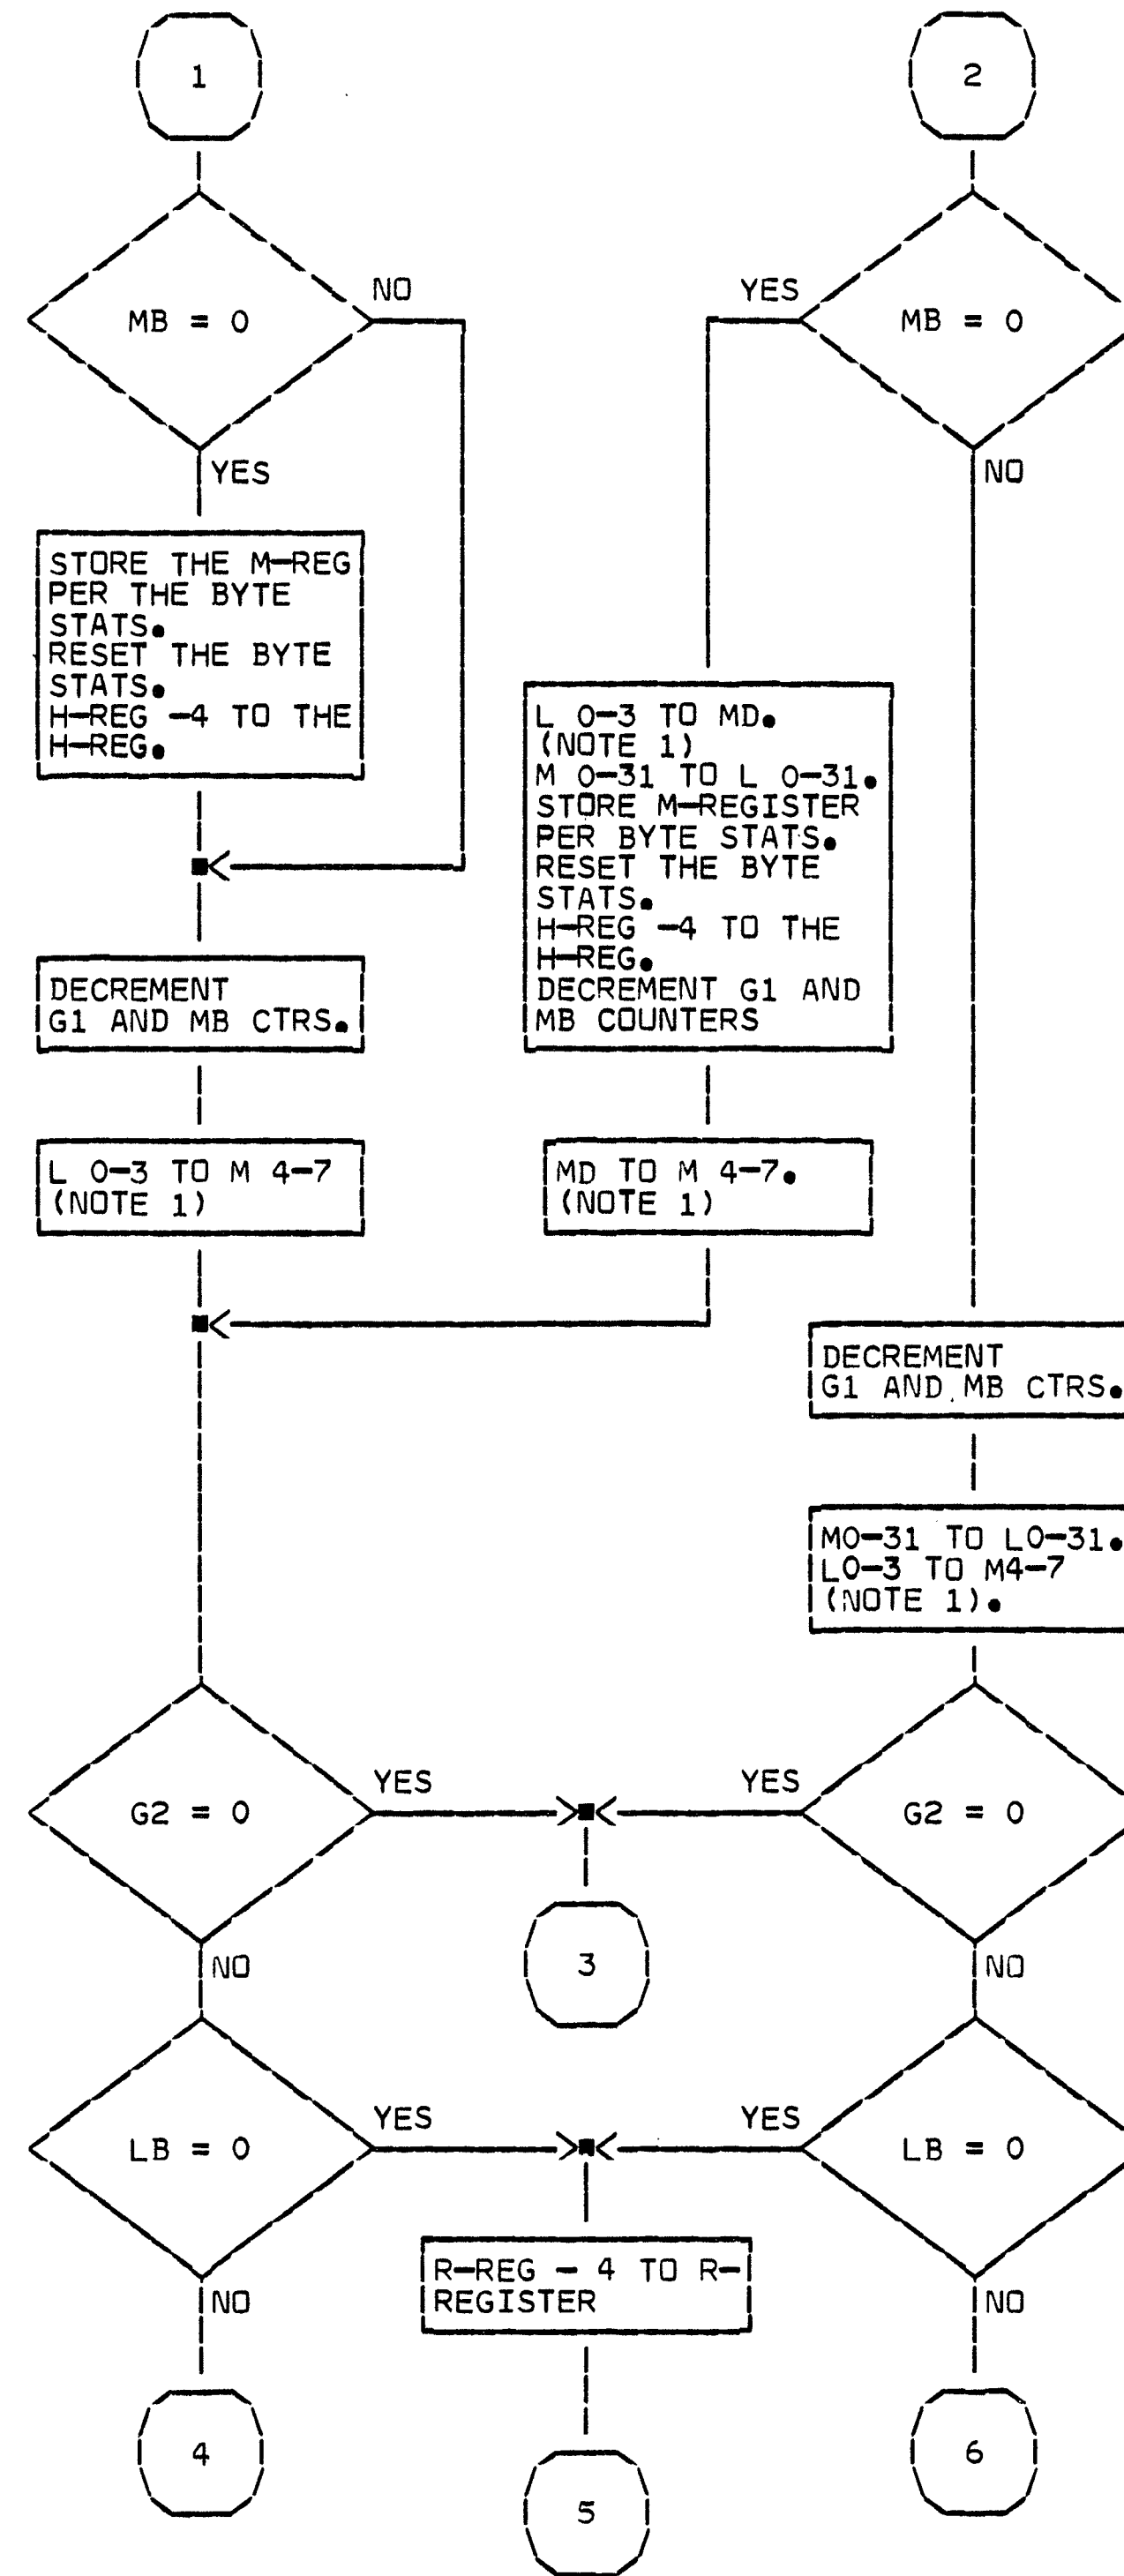 1
2
MB = 0
NO
YES
STORE THE M-REG
PER THE BYTE
STATS.
RESET THE BYTE
STATS.
H-REG -4 TO THE
H-REG.
DECREMENT
G1 AND MB CTRS.
L 0-3 TO M 4-7
(NOTE 1)
YES
MB = 0
NO
L 0-3 TO MD.
(NOTE 1)
M 0-31 TO L 0-31.
STORE M-REGISTER
PER BYTE STATS.
RESET THE BYTE
STATS.
H-REG -4 TO THE
H-REG.
DECREMENT G1 AND
MB COUNTERS
MD TO M 4-7.
(NOTE 1)
DECREMENT
G1 AND MB CTRS.
M0-31 TO L0-31.
L0-3 TO M4-7
(NOTE 1).
G2 = 0
YES
YES
G2 = 0
NO
3
NO
LB = 0
YES
YES
LB = 0
NO
R-REG - 4 TO R-
REGISTER
NO
4
5
6